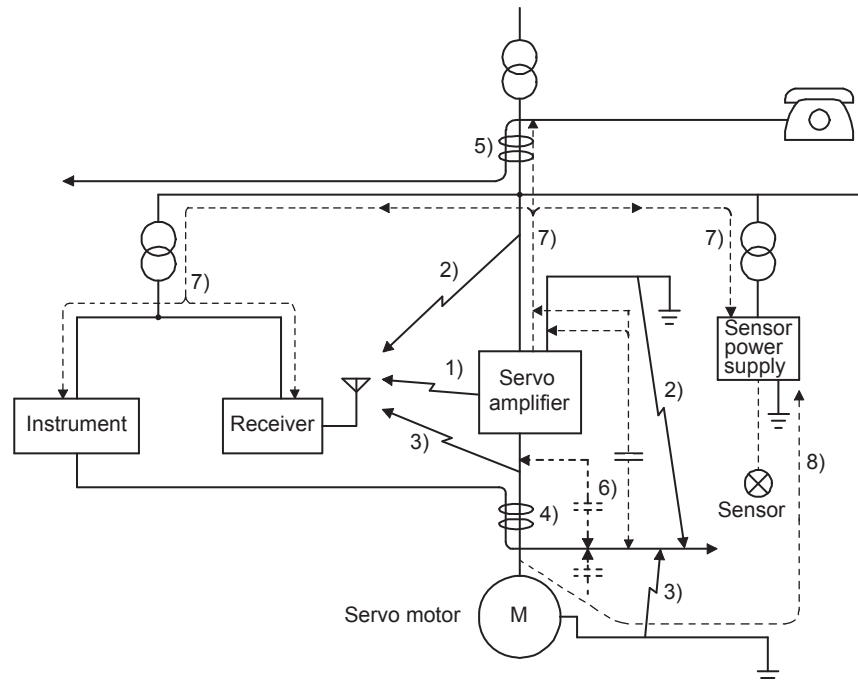 5)
7)
7)
2)
7)
Sensor
power
supply
1)
Servo
amplifier
2)
Instrument
Receiver
3)
8)
6)
Sensor
4)
3)
Servo motor
M